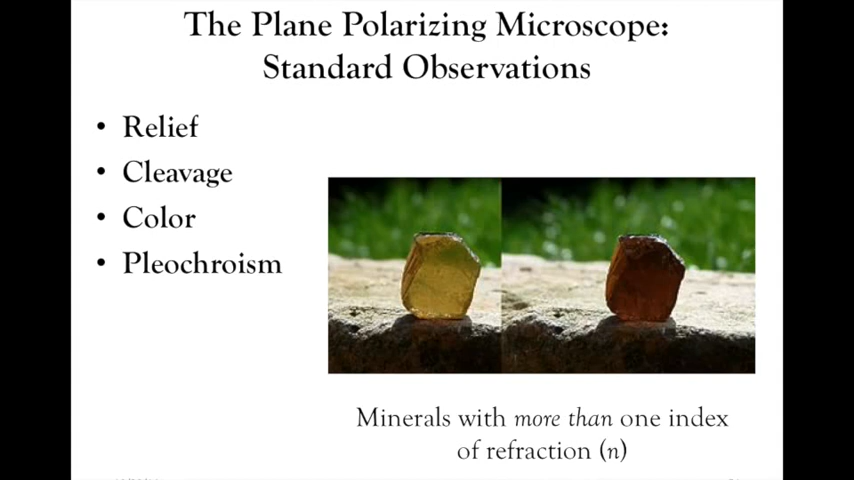 The Plane Polarizing Microscope:
Standard Observations
• Relief
• Cleavage
• Color
• Pleochroism
Minerals with more than one index
of refraction (n)